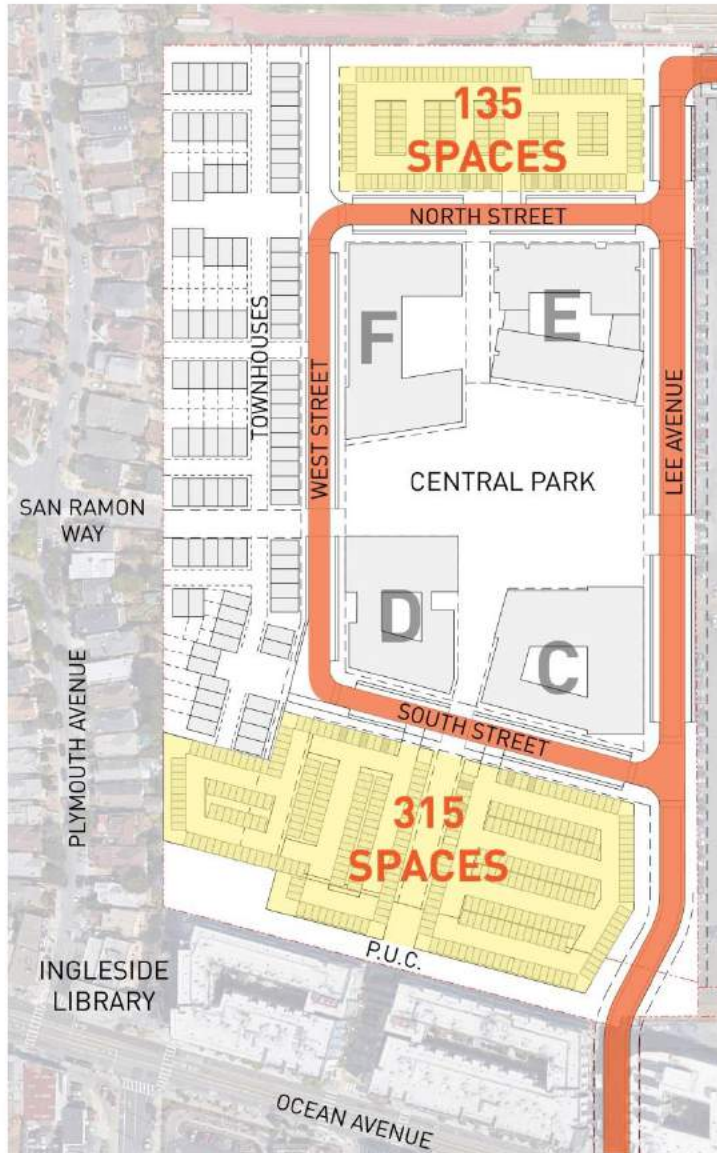 135
SPACES
NORTH STREET
F
E
TOWNHOUSES
WEST STREET
LEE AVENUE
CENTRAL PARK
SAN RAMON
WAY
D
C
PLYMOUTH AVENUE
SOUTH STREET
315
SPACES
P.U.C.
INGLESIDE
LIBRARY
OCEAN AVENUE